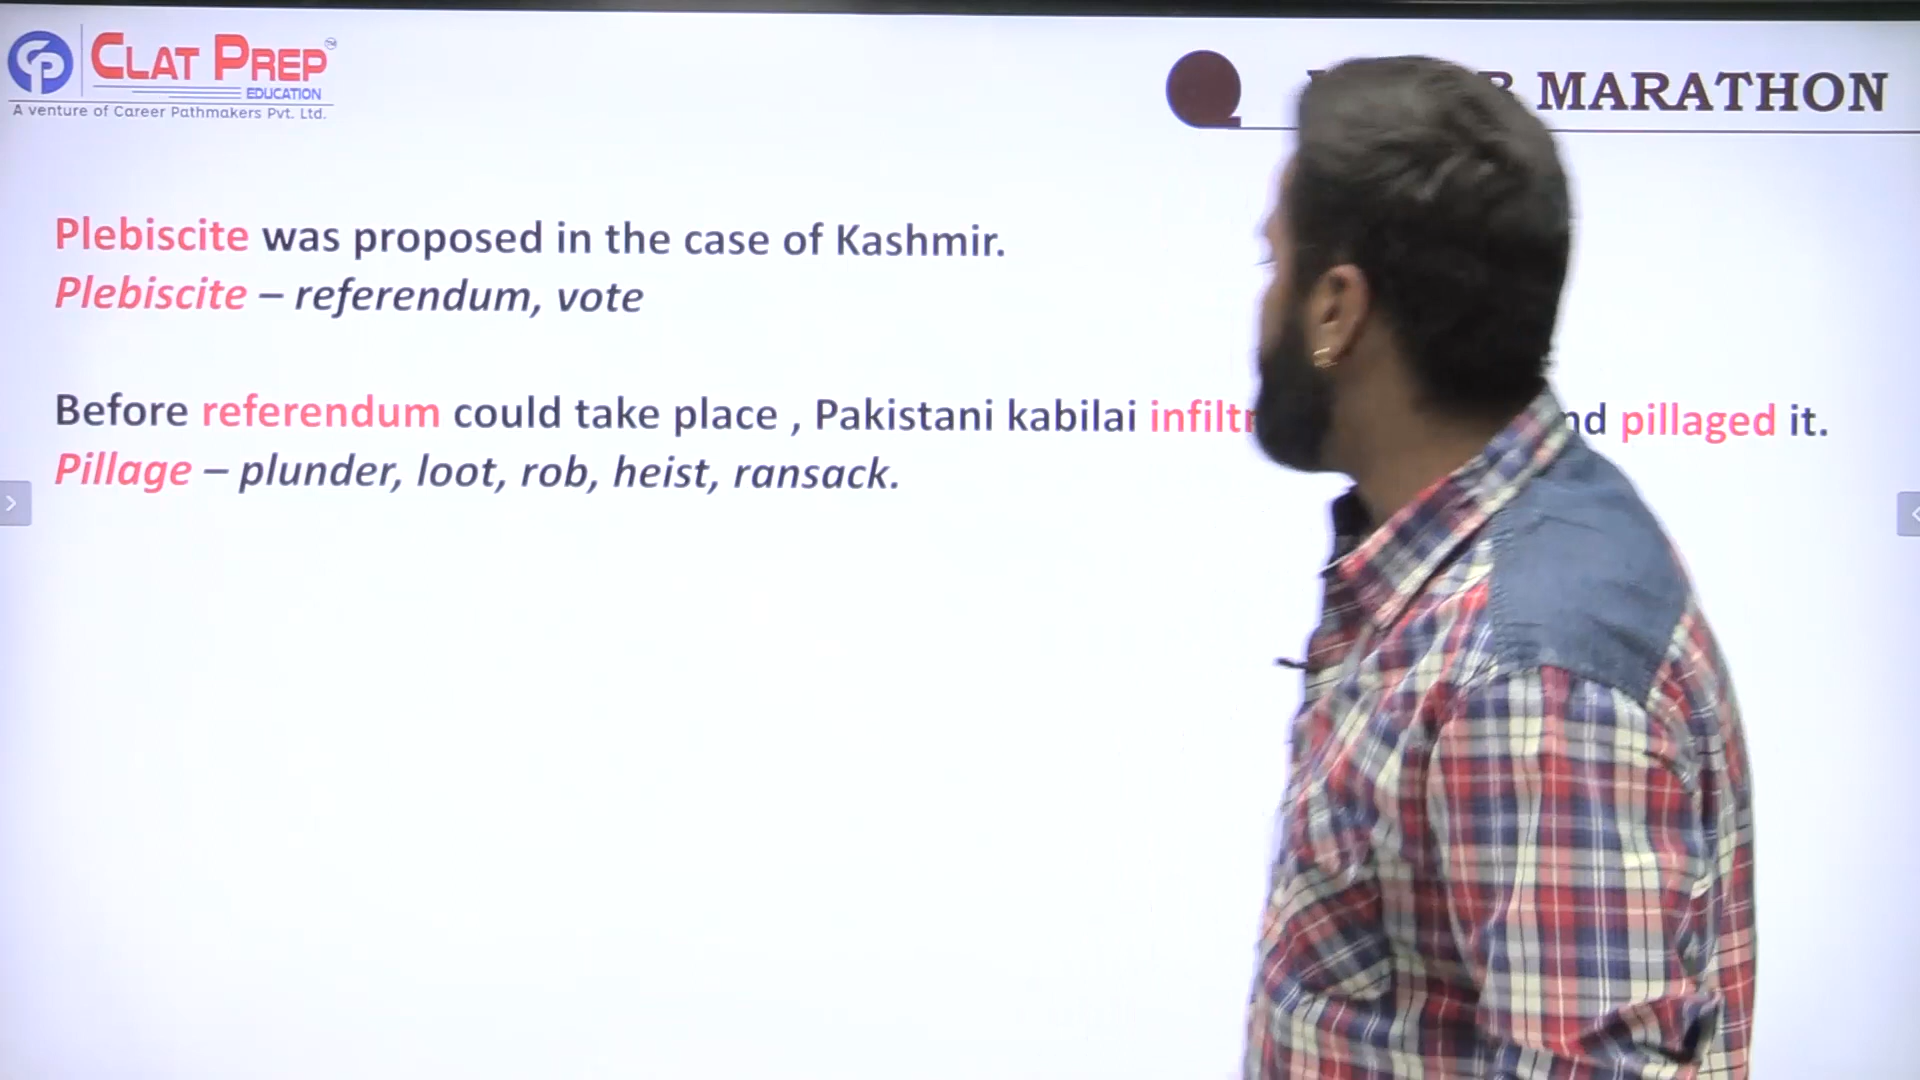 CLAT PREP
TM
EDUCATION
A venture of Career Pathmakers Pvt. Ltd.
MARATHON
Plebiscite was proposed in the case of Kashmir.
Plebiscite – referendum, vote
Before referendum could take place , Pakistani kabilai pillaged it.
Pillage – plunder, loot, rob, heist, ransack.